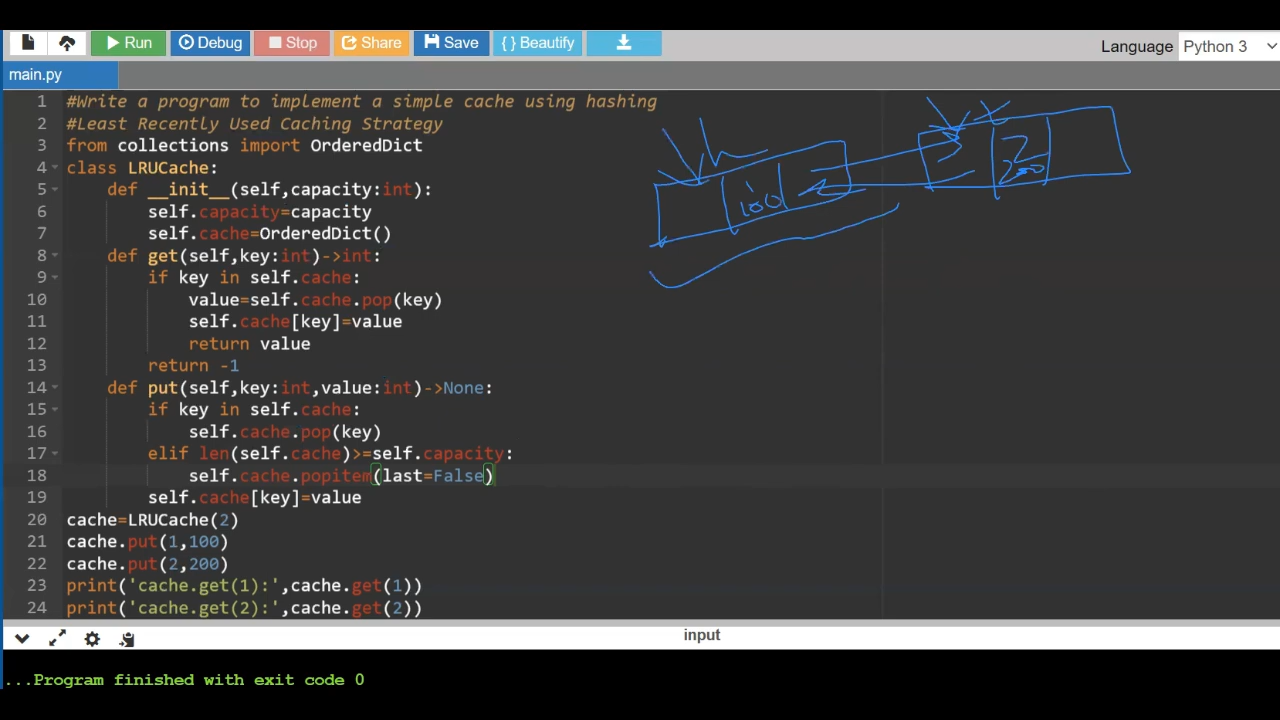 Run Debug Stop Share Save { } Beautify
Language Python 3
main.py
1 #Write a program to implement a simple cache using hashing
2 #Least Recently Used Caching Strategy
3 from collections import OrderedDict
4 class LRUCache:
5 def __init__(self,capacity:int):
6 self.capacity=capacity
7 self.cache=OrderedDict()
8 def get(self,key:int)->int:
9 if key in self.cache:
10 value=self.cache.pop(key)
11 self.cache[key]=value
12 return value
13 return -1
14 def put(self,key:int,value:int)->None:
15 if key in self.cache:
16 self.cache.pop(key)
17 elif len(self.cache)>=self.capacity:
18 self.cache.popitem(last=False)
19 self.cache[key]=value
20 cache=LRUCache(2)
21 cache.put(1,100)
22 cache.put(2,200)
23 print('cache.get(1):',cache.get(1))
24 print('cache.get(2):',cache.get(2))
2
200
100
input
...Program finished with exit code 0